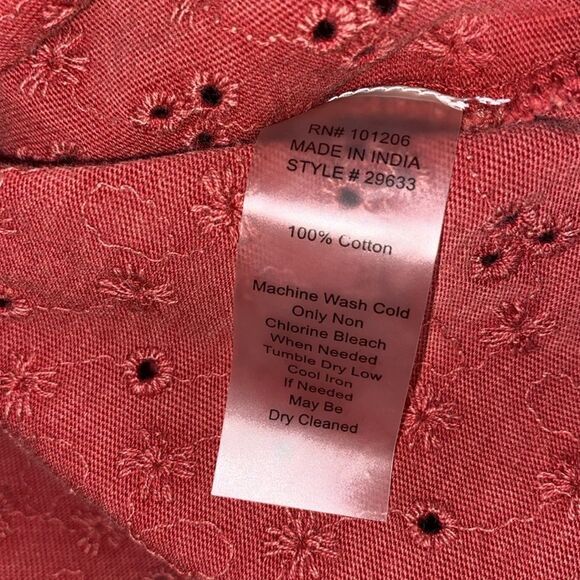 RN# 101206
MADE IN INDIA
STYLE # 29633
100% Cotton
Machine Wash Cold
Only Non
Chlorine Bleach
When Needed
Tumble Dry Low
Cool Iron
If Needed
May Be
Dry Cleaned